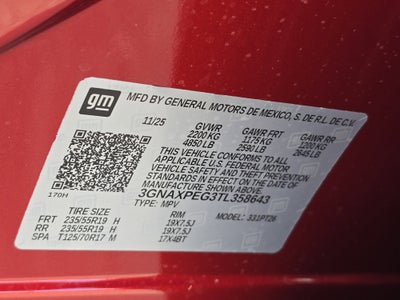 gm
MFD BY GENERAL MOTORS DE MEXICO, S. DE R.L. DE C.V.
11/25 GVWR GAWR FRT GAWR RR
2200 KG 1175 KG 1200 KG
4850 LB 2590 LB 2645 LB
THIS VEHICLE CONFORMS TO ALL
APPLICABLE U.S. FEDERAL MOTOR
VEHICLE SAFETY AND THEFT PREVENTION
STANDARDS IN EFFECT ON THE DATE OF
MANUFACTURE SHOWN ABOVE.
170H
3GNAXPEG3TL358643
TYPE: MPV MODEL: 331PT26
TIRE SIZE RIM
FRT 235/55R19 H 19X7.5J
RR 235/55R19 H 19X7.5J
SPA T125/70R17 M 17X4BT